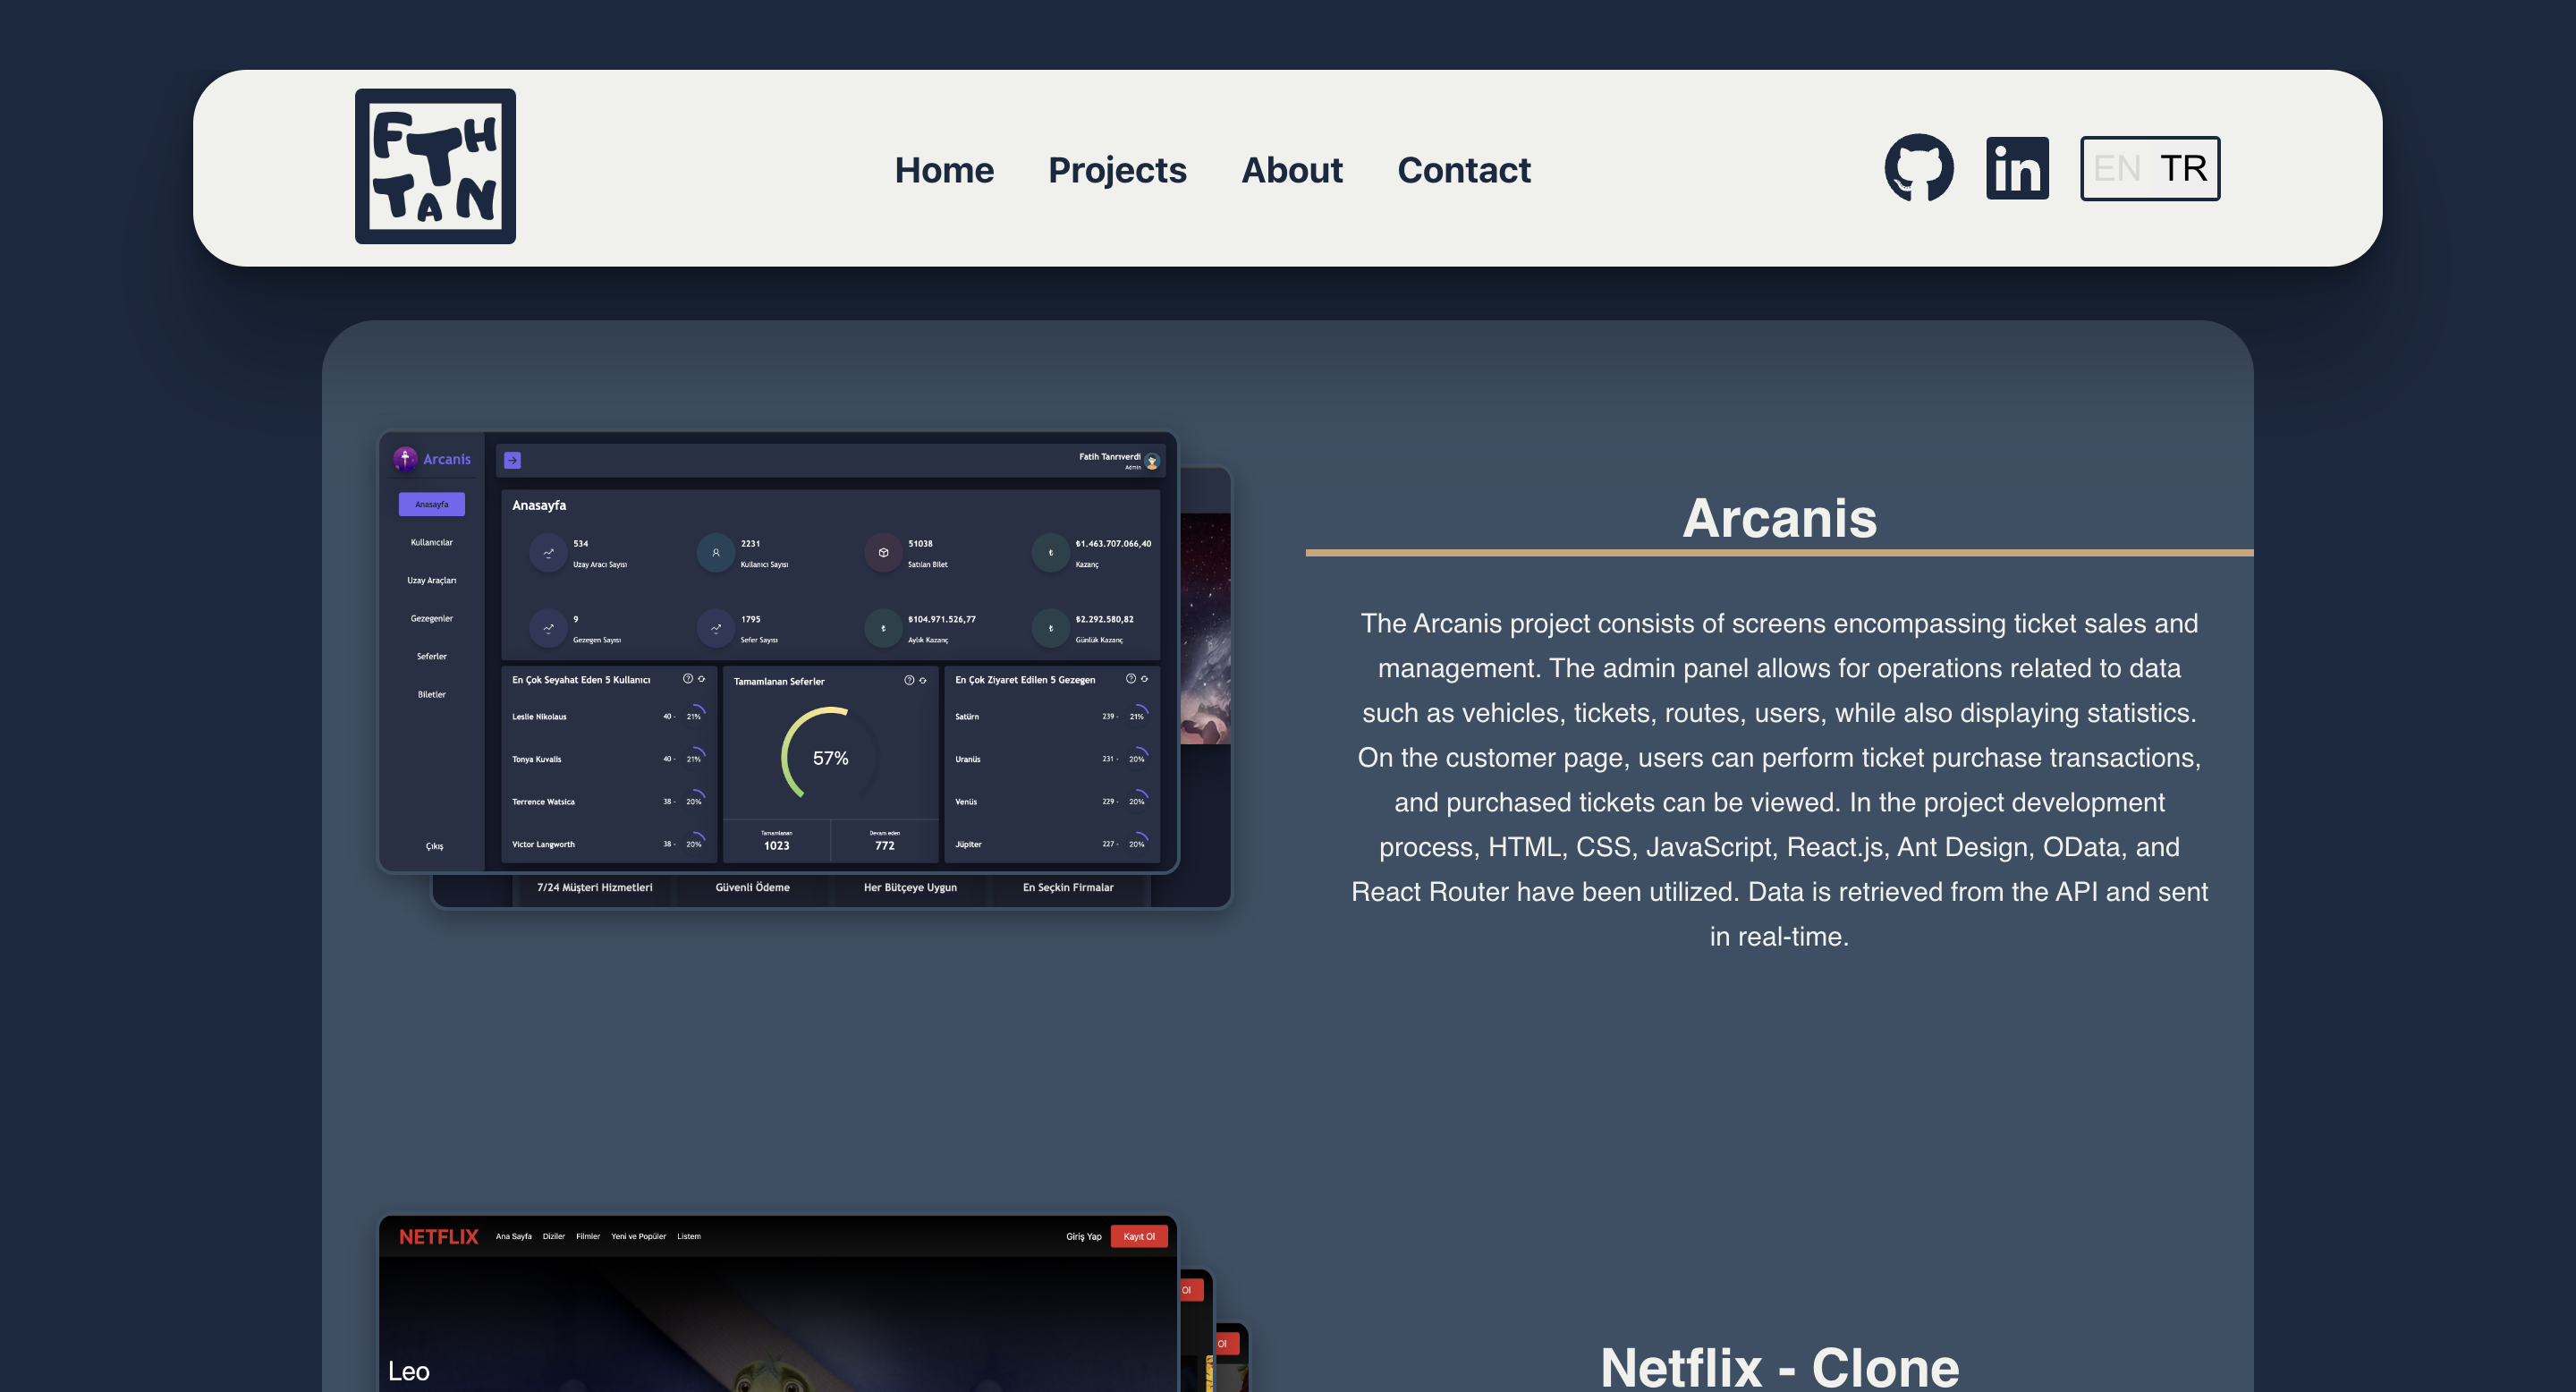 FTH
TAN
Home Projects About Contact
in
EN TR
Arcanis
Fatih Tanrıverdi
Admin
Anasayfa
Kullanıcılar
Uzay Araçları
Gezegenler
Seferler
Biletler
Çıkış
Anasayfa
534
Uzay Aracı Sayısı
2231
Kullanıcı Sayısı
51038
Satılan Bilet
₺1.463.707.066,40
Kazanç
9
Gezegen Sayısı
1795
Sefer Sayısı
₺104.971.526,77
Aylık Kazanç
₺2.292.580,82
Günlük Kazanç
En Çok Seyahat Eden 5 Kullanıcı
Leslie Nikolaus 40 - 21%
Tonya Kuvalis 40 - 21%
Terrence Watsica 38 - 20%
Victor Langworth 38 - 20%
Tamamlanan Seferler
57%
Tamamlanan
1023
Devam eden
772
En Çok Ziyaret Edilen 5 Gezegen
Satürn 239 - 21%
Uranüs 231 - 20%
Venüs 229 - 20%
Jüpiter 227 - 20%
7/24 Müşteri Hizmetleri Güvenli Ödeme Her Bütçeye Uygun En Seçkin Firmalar
Arcanis
The Arcanis project consists of screens encompassing ticket sales and
management. The admin panel allows for operations related to data
such as vehicles, tickets, routes, users, while also displaying statistics.
On the customer page, users can perform ticket purchase transactions,
and purchased tickets can be viewed. In the project development
process, HTML, CSS, JavaScript, React.js, Ant Design, OData, and
React Router have been utilized. Data is retrieved from the API and sent
in real-time.
NETFLIX Ana Sayfa Diziler Filmler Yeni ve Popüler Listem Giriş Yap Kayıt Ol
Ol
Ol
Leo
Netflix - Clone